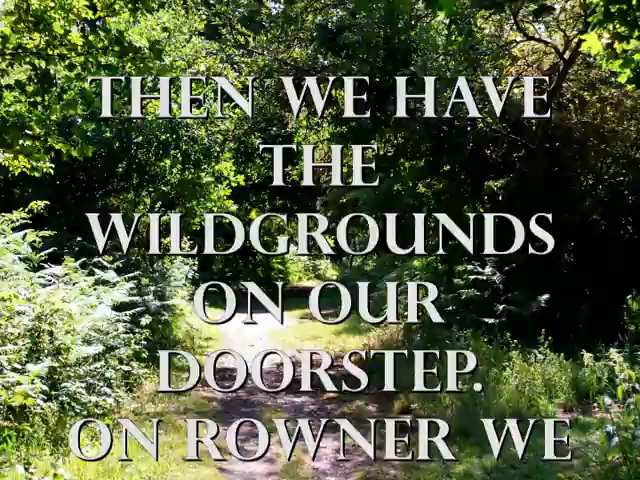 THEN WE HAVE
THE
WILDGROUNDS
ON OUR
DOORSTEP.
ON ROWNER WE